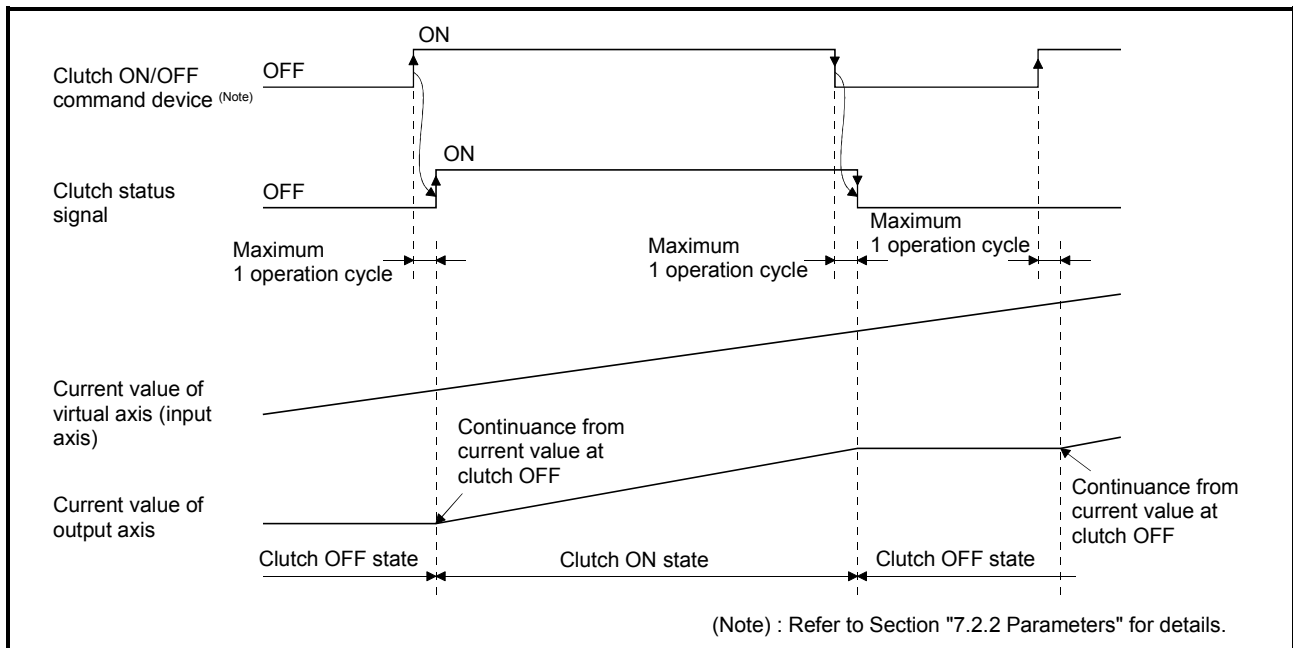 ON
Clutch ON/OFF
command device (Note)
OFF
ON
Clutch status
signal
OFF
Maximum
1 operation cycle
Maximum
1 operation cycle
Maximum
1 operation cycle
Current value of
virtual axis (input
axis)
Continuance from
current value at
clutch OFF
Current value of
output axis
Continuance from
current value at
clutch OFF
Clutch OFF state
Clutch ON state
Clutch OFF state
(Note) : Refer to Section "7.2.2 Parameters" for details.